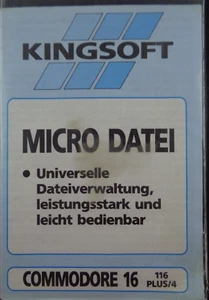 KINGSOFT
MICRO DATEI
• Universelle
Dateiverwaltung,
leistungsstark und
leicht bedienbar
COMMODORE 16 116
PLUS/4